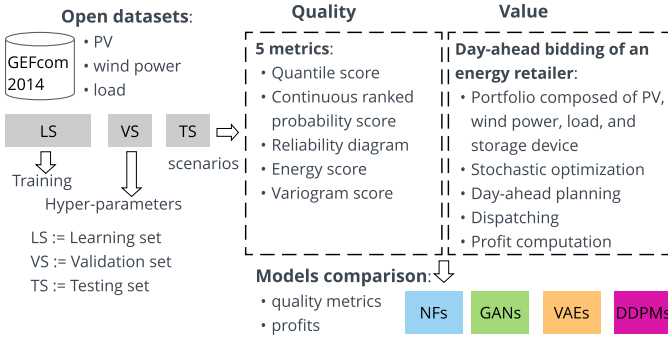 Open datasets:
GEFcom
2014
• PV
• wind power
• load
LS
VS
TS
scenarios
Training
Hyper-parameters
LS := Learning set
VS := Validation set
TS := Testing set
Quality
5 metrics:
• Quantile score
• Continuous ranked
probability score
• Reliability diagram
• Energy score
• Variogram score
Value
Day-ahead bidding of an
energy retailer:
• Portfolio composed of PV,
wind power, load, and
storage device
• Stochastic optimization
• Day-ahead planning
• Dispatching
• Profit computation
Models comparison:
• quality metrics
• profits
NFs
GANs
VAEs
DDPMs